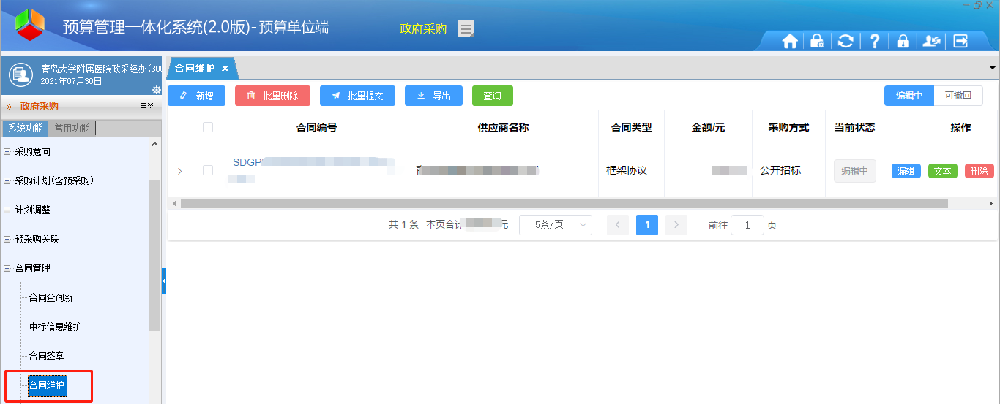 预算管理一体化系统(2.0版)-预算单位端
政府采购
青岛大学附属医院政采经办(300
2021年07月30日
政府采购
系统功能 常用功能
采购意向
采购计划(含预采购)
计划调整
预采购关联
合同管理
合同查询新
中标信息维护
合同签章
合同维护
合同维护 ×
新增 批量删除 批量提交 导出 查询 编辑中 可撤回
合同编号 供应商名称 合同类型 金额/元 采购方式 当前状态 操作
SDGP 框架协议 公开招标 编辑中 编辑 文本 删除
共 1 条 本页合计 元 5条/页 1 前往 1 页